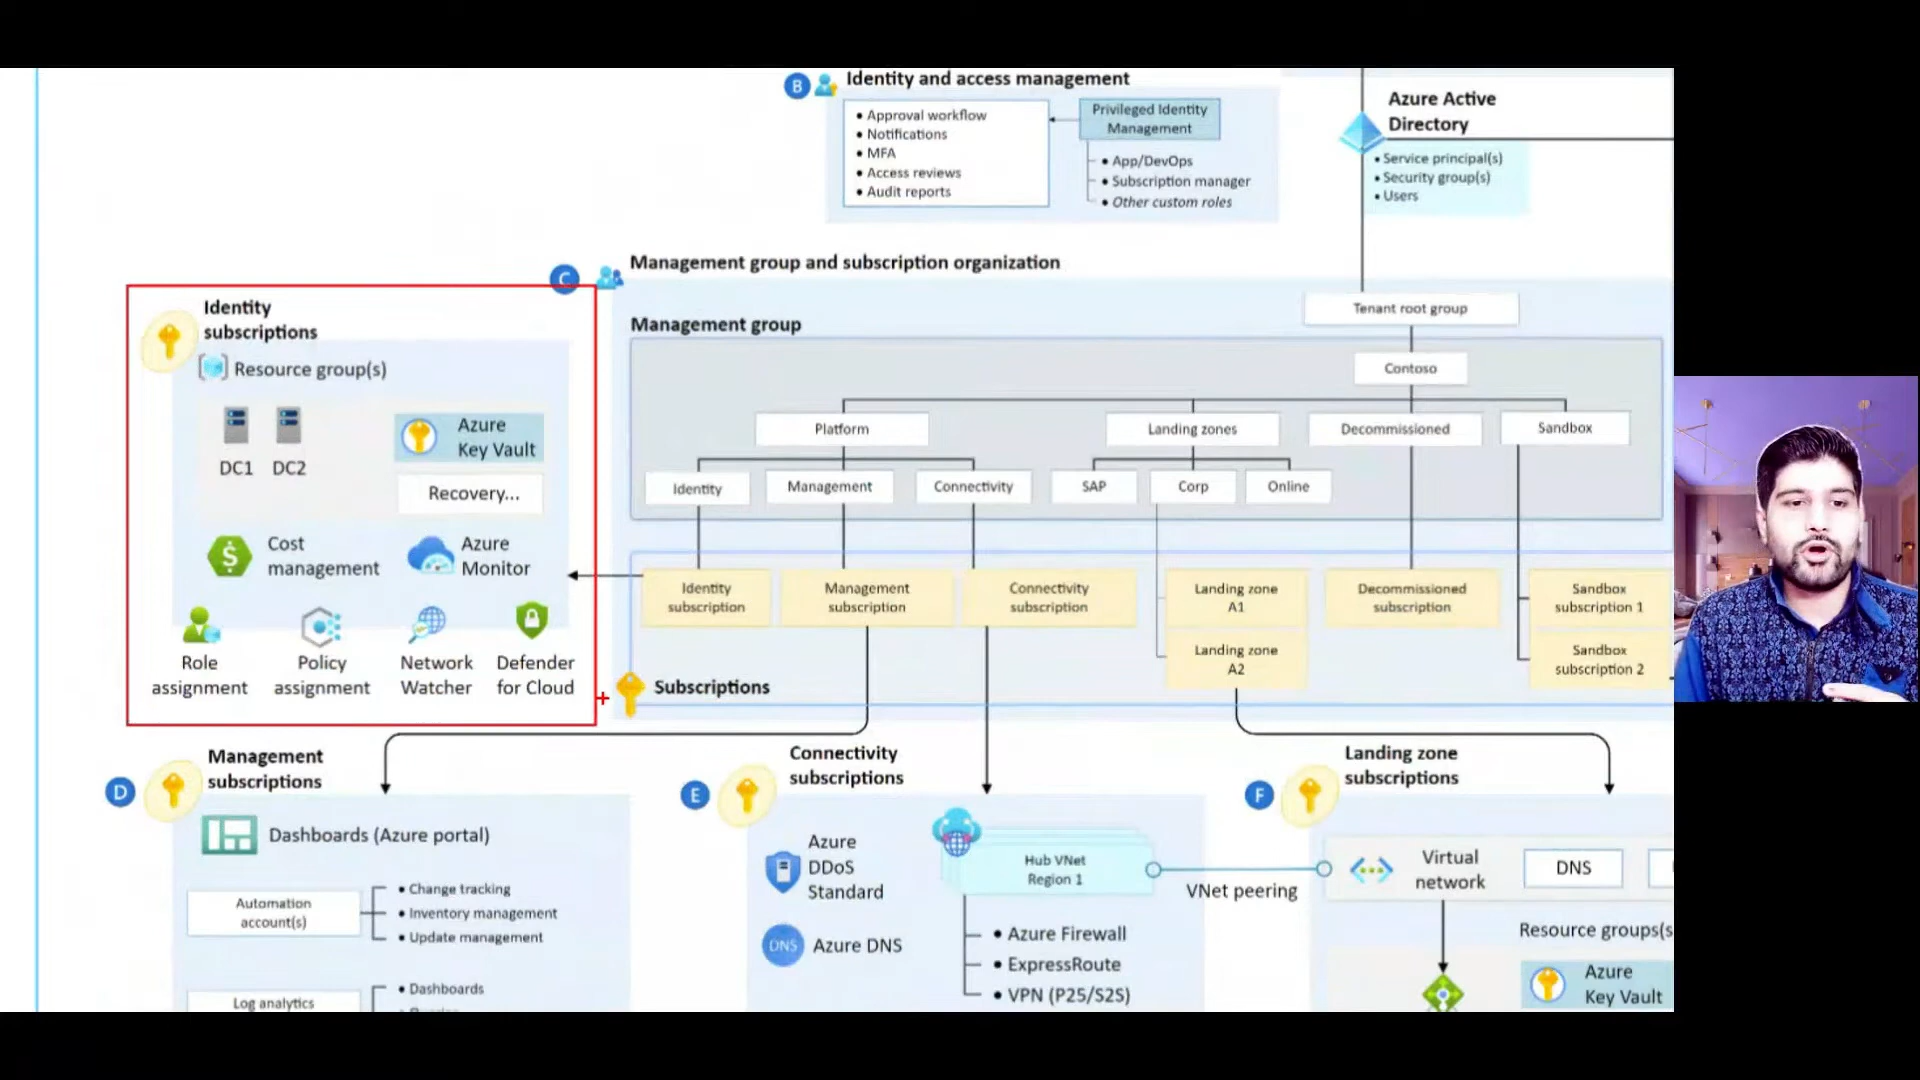 B
Identity and access management
• Approval workflow
• Notifications
• MFA
• Access reviews
• Audit reports
Privileged Identity
Management
• App/DevOps
• Subscription manager
• Other custom roles
Azure Active
Directory
• Service principal(s)
• Security group(s)
• Users
C
Management group and subscription organization
Management group
Tenant root group
Contoso
Platform
Landing zones
Decommissioned
Sandbox
Identity
Management
Connectivity
SAP
Corp
Online
Identity
subscription
Management
subscription
Connectivity
subscription
Landing zone
A1
Landing zone
A2
Decommissioned
subscription
Sandbox
subscription 1
Sandbox
subscription 2
Subscriptions
Identity
subscriptions
Resource group(s)
DC1
DC2
Azure
Key Vault
Recovery...
Cost
management
Azure
Monitor
Role
assignment
Policy
assignment
Network
Watcher
Defender
for Cloud
D
Management
subscriptions
Dashboards (Azure portal)
Automation
account(s)
• Change tracking
• Inventory management
• Update management
Log analytics
• Dashboards
E
Connectivity
subscriptions
Azure
DDoS
Standard
DNS
Azure DNS
Hub VNet
Region 1
• Azure Firewall
• ExpressRoute
• VPN (P2S/S2S)
VNet peering
F
Landing zone
subscriptions
Virtual
network
DNS
Resource groups(s
Azure
Key Vault